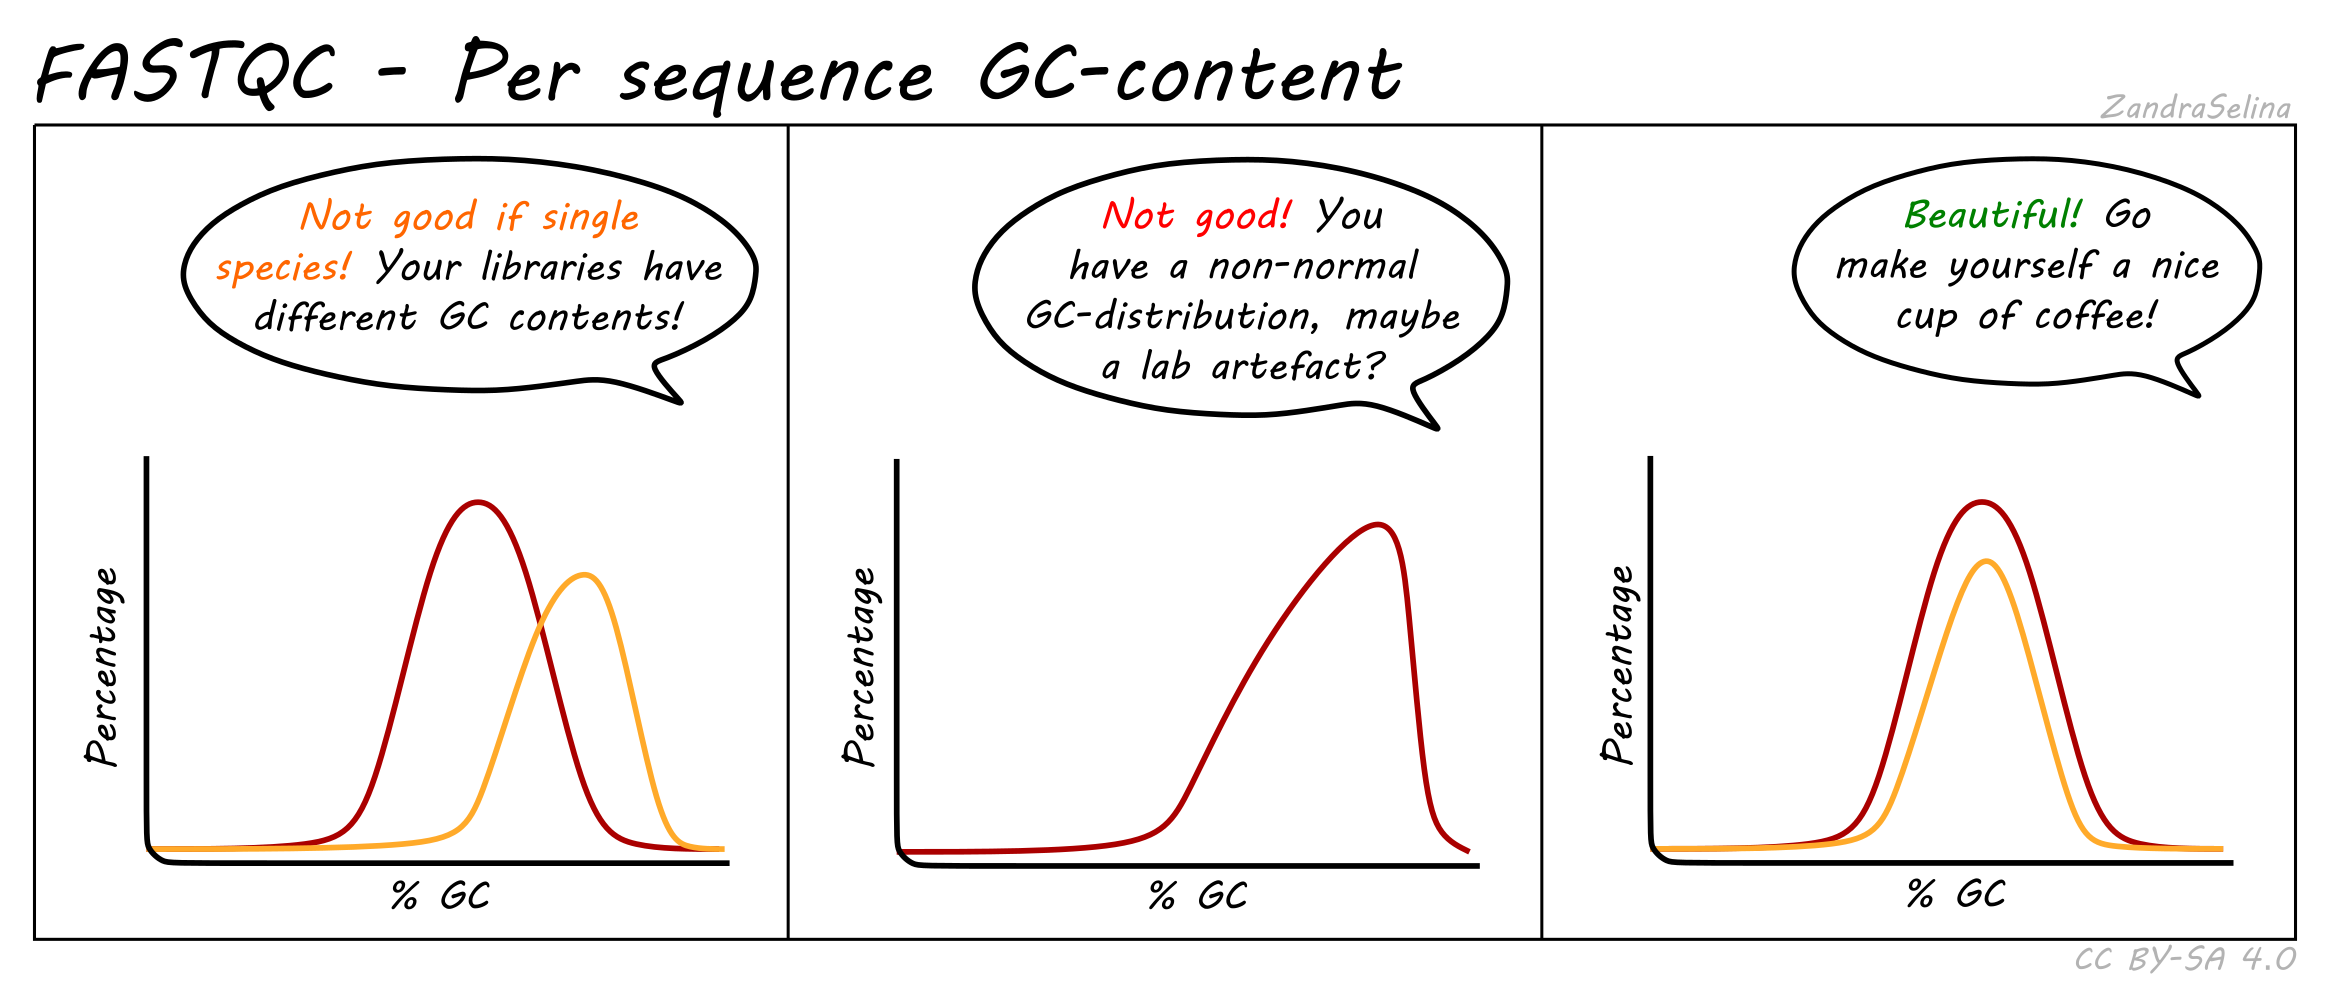 FASTQC - Per sequence GC-content
ZandraSelina
Not good if single
species! Your libraries have
different GC contents!
Percentage
% GC
Not good! You
have a non-normal
GC-distribution, maybe
a lab artefact?
Percentage
% GC
Beautiful! Go
make yourself a nice
cup of coffee!
Percentage
% GC
CC BY-SA 4.0